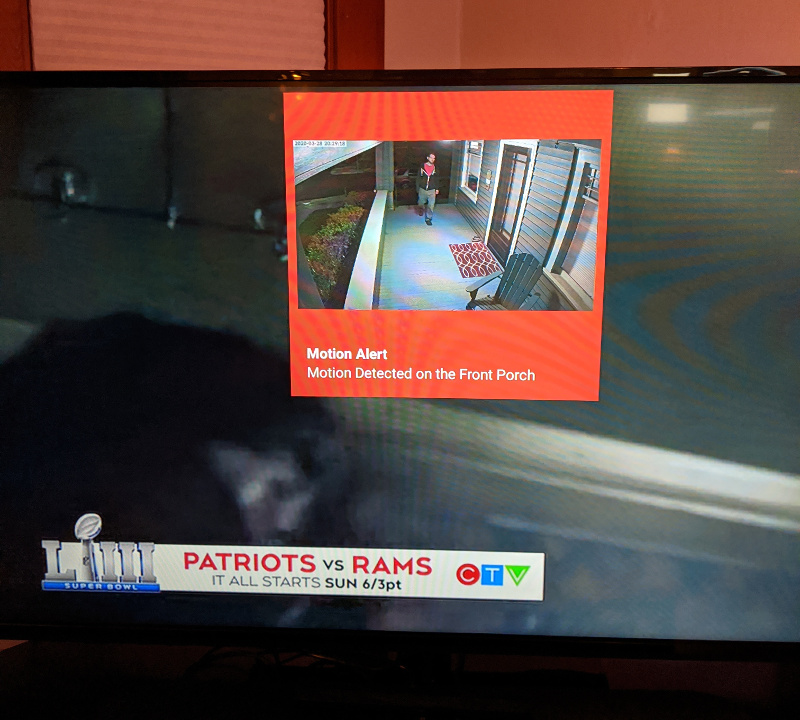 Motion Alert
Motion Detected on the Front Porch
LIII
SUPER BOWL
PATRIOTS VS RAMS
IT ALL STARTS SUN 6/3pt
CTV